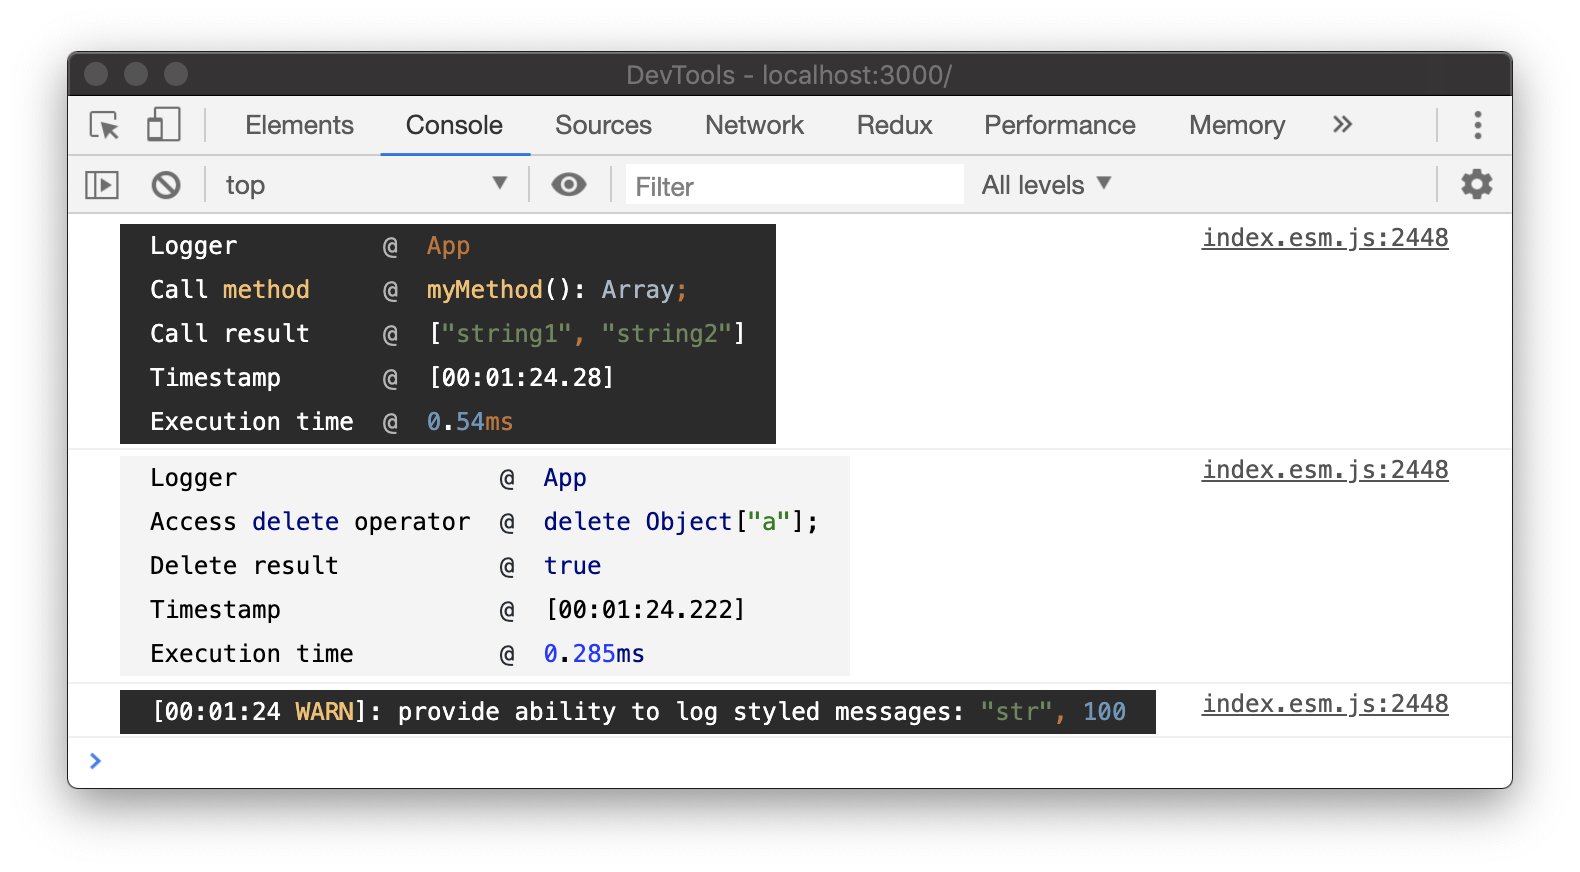 DevTools - localhost:3000/
Elements Console Sources Network Redux Performance Memory »
top ▼ Filter All levels ▼
Logger @ App index.esm.js:2448
Call method @ myMethod(): Array;
Call result @ ["string1", "string2"]
Timestamp @ [00:01:24.28]
Execution time @ 0.54ms
Logger @ App index.esm.js:2448
Access delete operator @ delete Object["a"];
Delete result @ true
Timestamp @ [00:01:24.222]
Execution time @ 0.285ms
[00:01:24 WARN]: provide ability to log styled messages: "str", 100 index.esm.js:2448